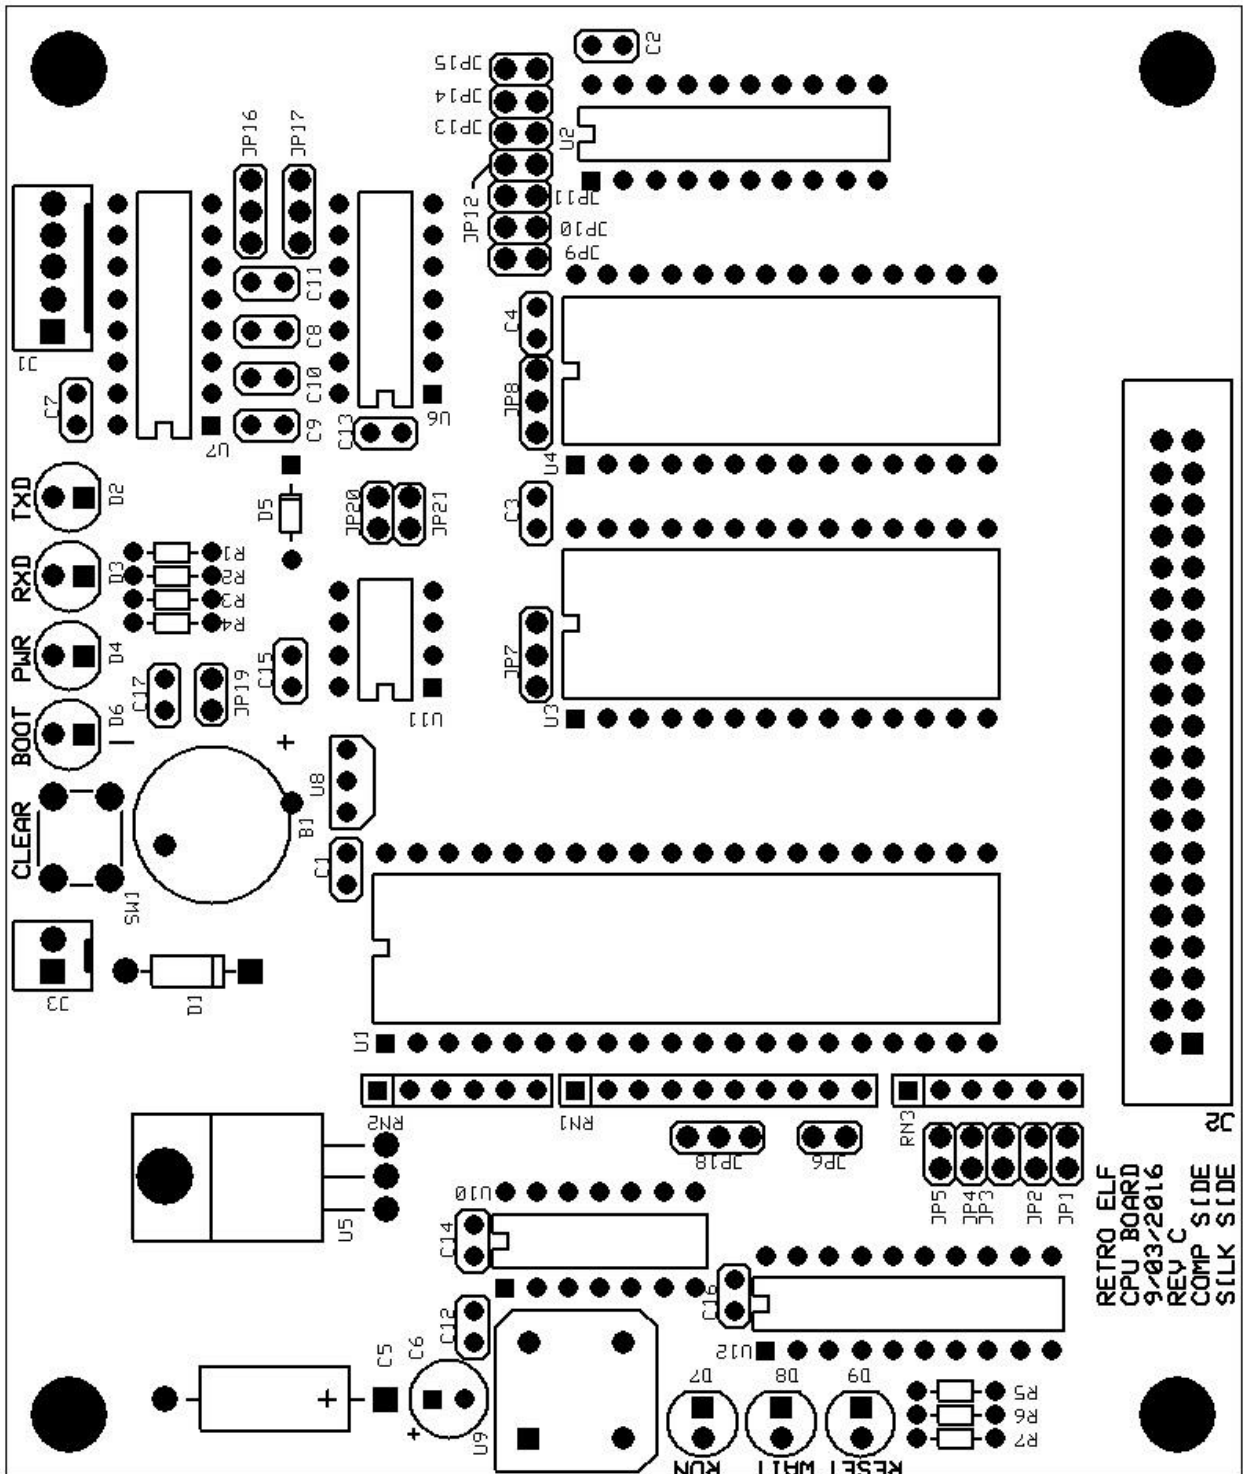 C2
JP15
JP14
JP13
U2
JP16
JP17
JP12
JP11
JP10
JP9
J1
C11
C8
C10
C9
C7
U7
C13
U6
C4
JP8
U4
TXD
D2
D5
JP20
JP21
C3
RXD
D3
R1
R2
R3
R4
PWR
D4
C17
JP19
C15
U11
JP7
U3
BOOT
D6
+
U8
CLEAR
B1
C1
SW1
J3
D1
U1
RN2
RN1
RN3
J2
JP18
JP6
JP5
JP4
JP3
JP2
JP1
U5
U10
C14
C16
U12
C12
RETRO ELF
CPU BOARD
9/03/2016
REV C
COMP SIDE
SILK SIDE
C5
C6
+
+
U9
D7
D8
D9
R5
R6
R7
RUN
WAIT
RESET